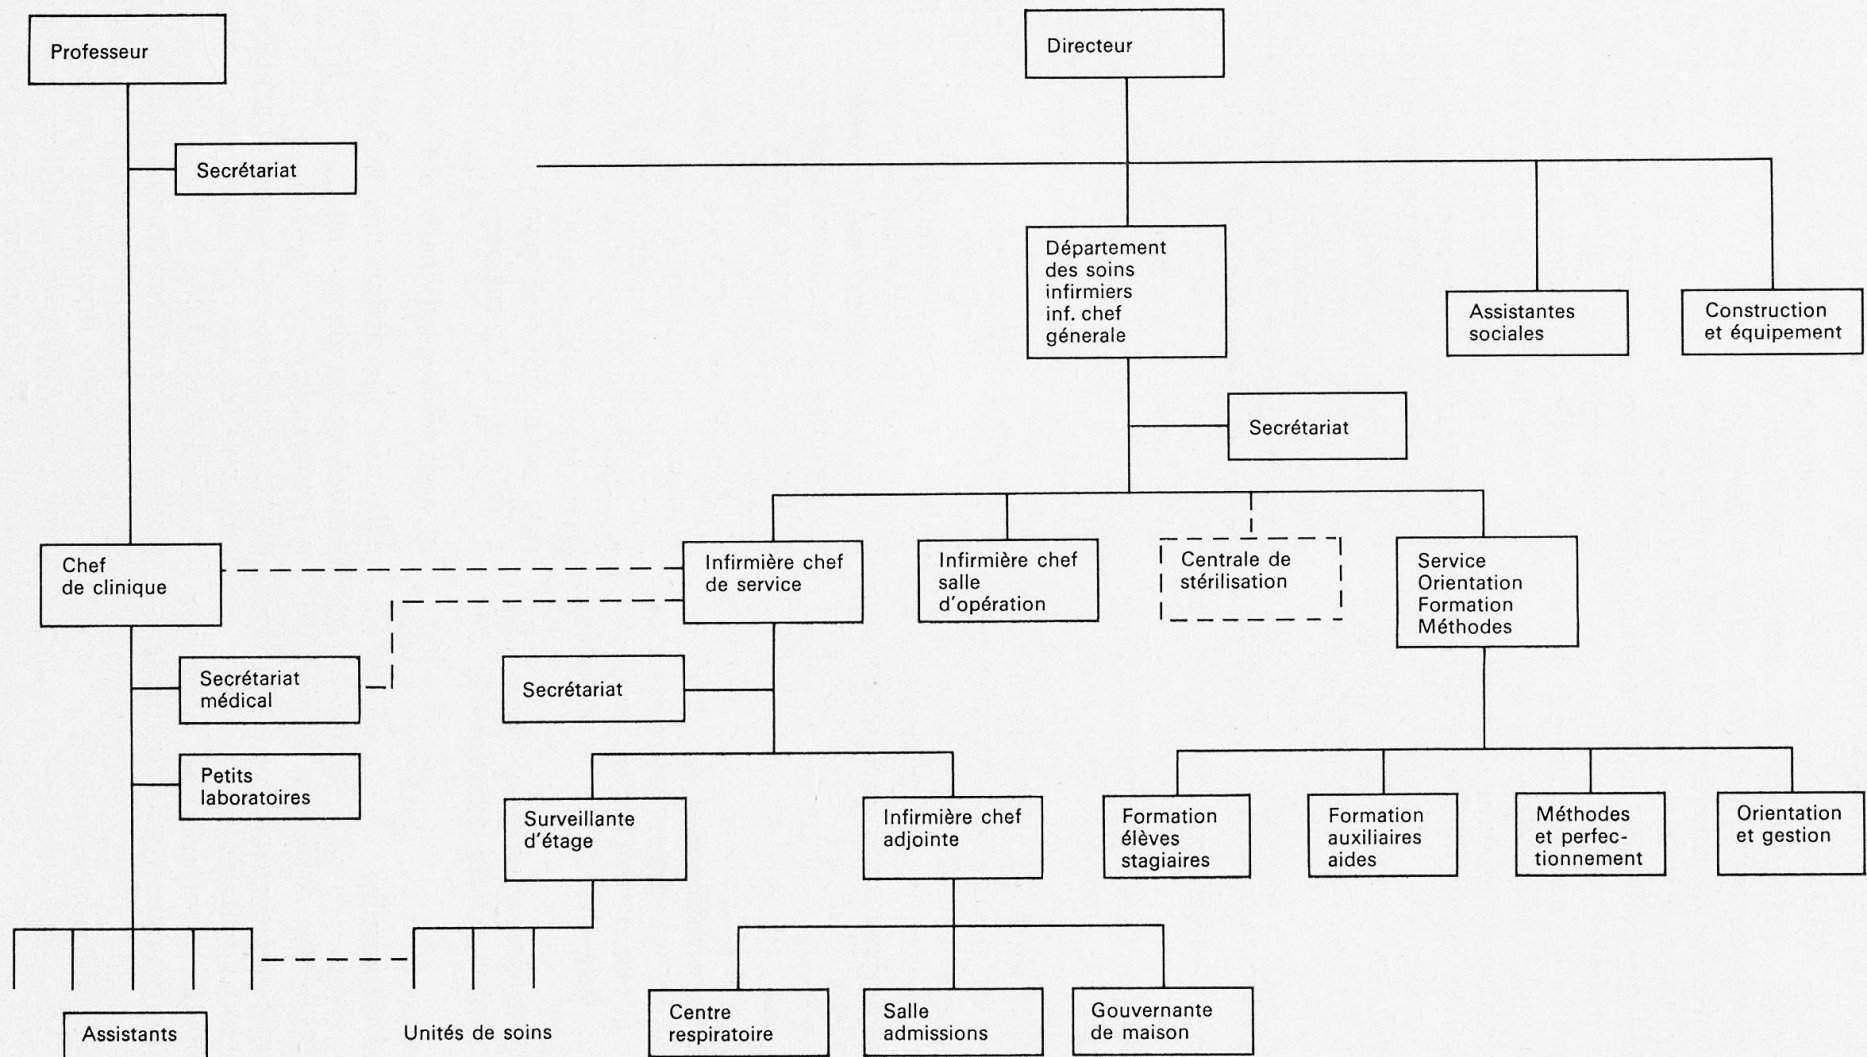 Professeur
Directeur
Secrétariat
Département
des soins
infirmiers
inf. chef
génerale
Assistantes
sociales
Construction
et équipement
Secrétariat
Chef
de clinique
Infirmière chef
de service
Infirmière chef
salle
d'opération
Centrale de
stérilisation
Service
Orientation
Formation
Méthodes
Secrétariat
médical
Secrétariat
Petits
laboratoires
Surveillante
d'étage
Infirmière chef
adjointe
Formation
élèves
stagiaires
Formation
auxiliaires
aides
Méthodes
et perfec-
tionnement
Orientation
et gestion
Assistants
Unités de soins
Centre
respiratoire
Salle
admissions
Gouvernante
de maison